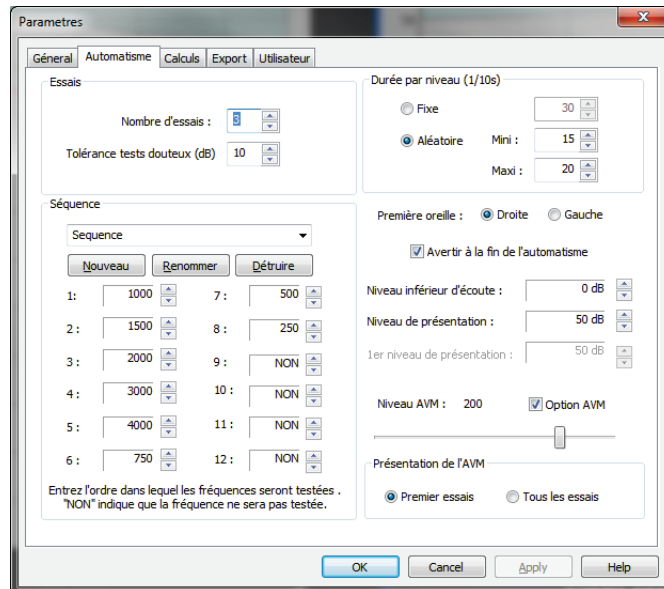 Parametres
Géneral Automatisme Calculs Export Utilisateur
Essais
Nombre d'essais : 3
Tolérance tests douteux (dB) 10
Durée par niveau (1/10s)
Fixe 30
Aléatoire Mini : 15
Maxi : 20
Séquence
Sequence
Nouveau Renommer Détruire
1: 1000 7 : 500
2 : 1500 8 : 250
3 : 2000 9 : NON
4 : 3000 10 : NON
5 : 4000 11 : NON
6 : 750 12 : NON
Entrez l'ordre dans lequel les fréquences seront testées .
"NON" indique que la fréquence ne sera pas testée.
Première oreille : Droite Gauche
Avertir à la fin de l'automatisme
Niveau inférieur d'écoute : 0 dB
Niveau de présentation : 50 dB
1er niveau de présentation : 50 dB
Niveau AVM : 200 Option AVM
Présentation de l'AVM
Premier essais Tous les essais
OK Cancel Apply Help